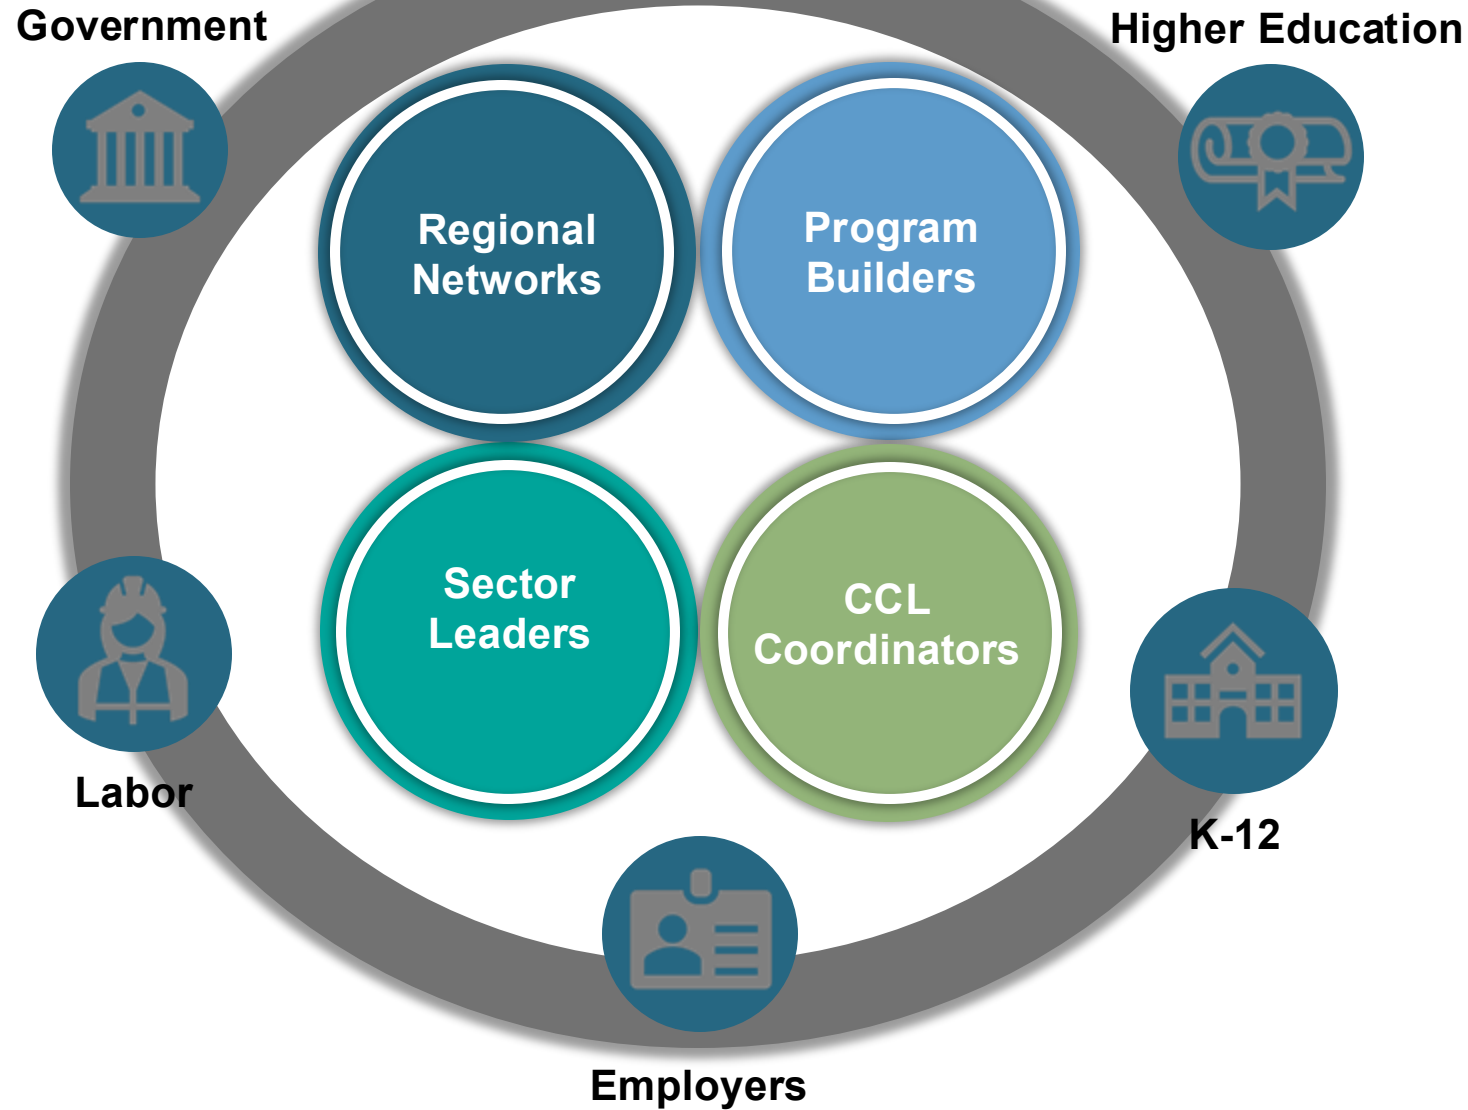 Government
Higher Education
Regional
Networks
Program
Builders
Sector
Leaders
CCL
Coordinators
Labor
K-12
Employers